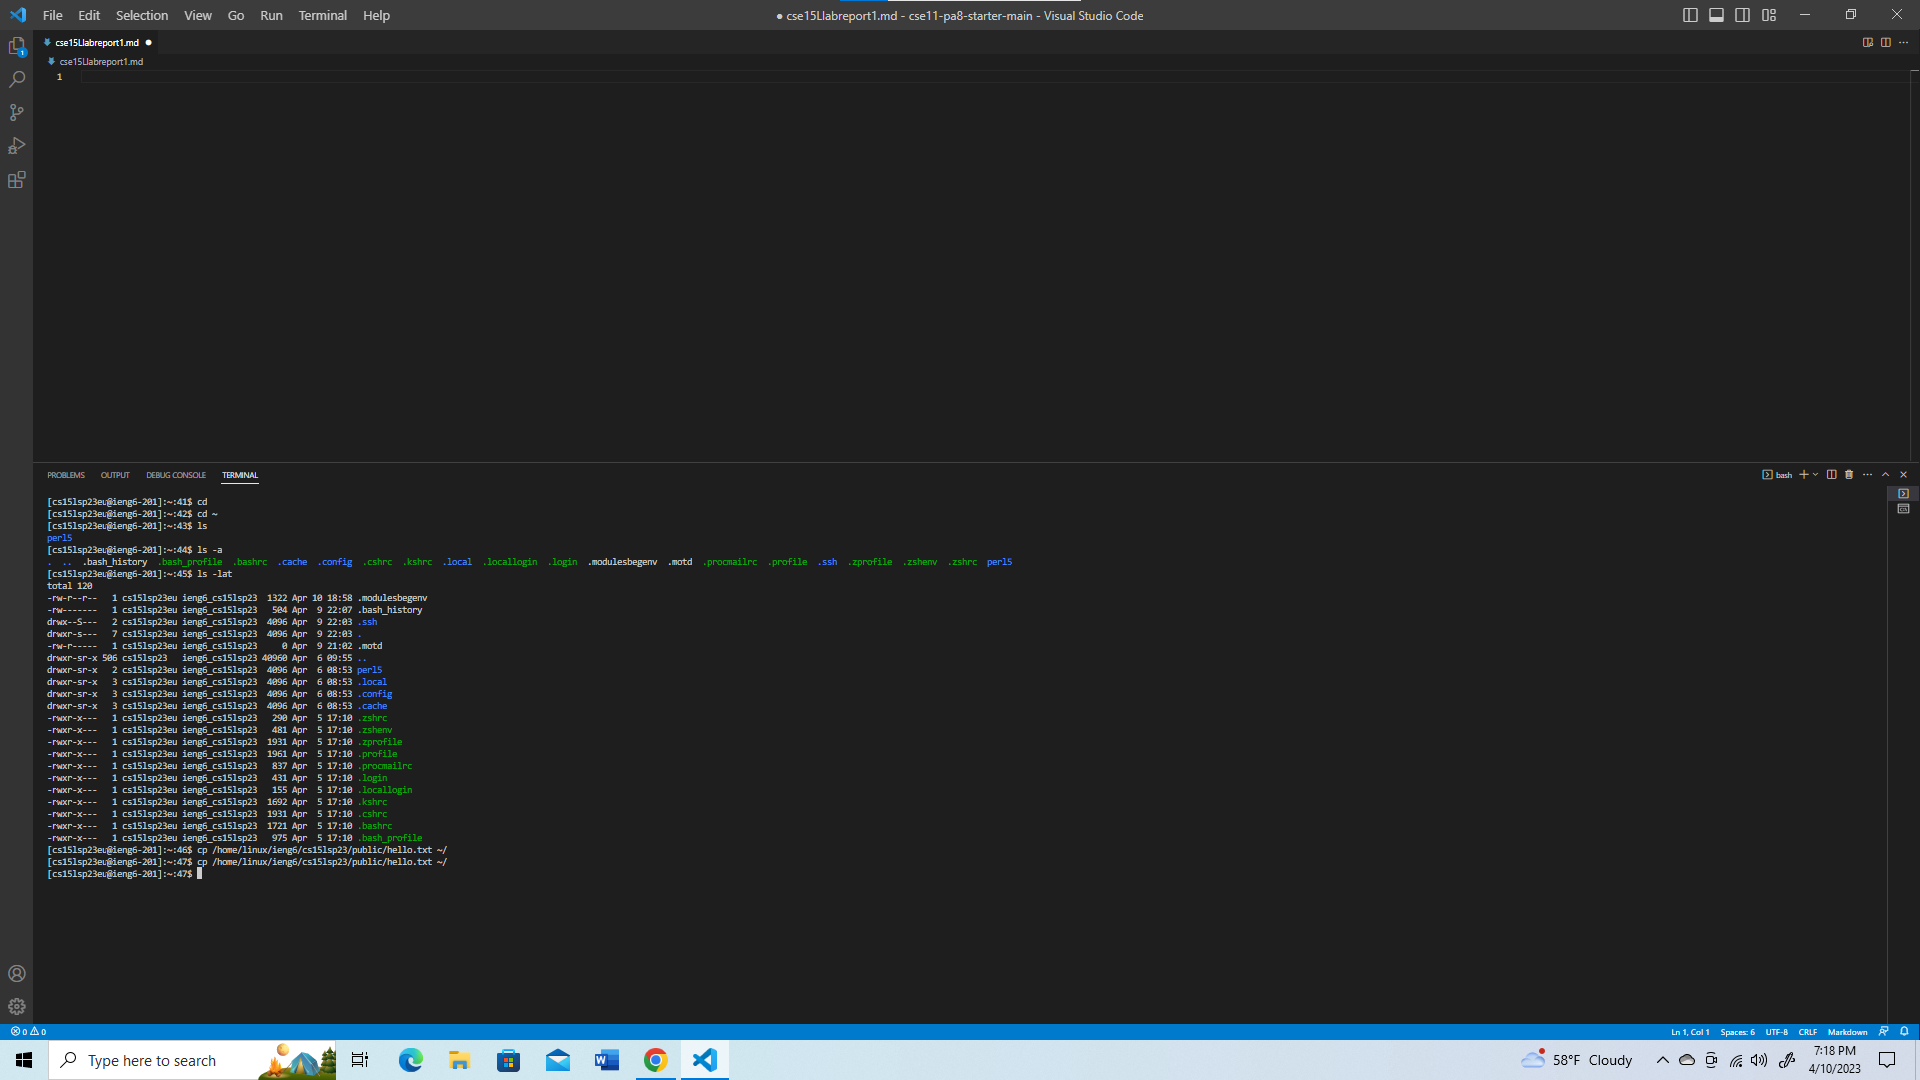 File Edit Selection View Go Run Terminal Help
● cse15Llabreport1.md - cse11-pa8-starter-main - Visual Studio Code
cse15Llabreport1.md ●
cse15Llabreport1.md
1
1
PROBLEMS OUTPUT DEBUG CONSOLE TERMINAL
bash
[cs15lsp23eu@ieng6-201]:~:41$ cd
[cs15lsp23eu@ieng6-201]:~:42$ cd ~
[cs15lsp23eu@ieng6-201]:~:43$ ls
perl5
[cs15lsp23eu@ieng6-201]:~:44$ ls -a
. .. .bash_history .bash_profile .bashrc .cache .config .cshrc .kshrc .local .locallogin .login .modulesbegenv .motd .procmailrc .profile .ssh .zprofile .zshenv .zshrc perl5
[cs15lsp23eu@ieng6-201]:~:45$ ls -lat
total 120
-rw-r--r-- 1 cs15lsp23eu ieng6_cs15lsp23 1322 Apr 10 18:58 .modulesbegenv
-rw------- 1 cs15lsp23eu ieng6_cs15lsp23 504 Apr 9 22:07 .bash_history
drwx--S--- 2 cs15lsp23eu ieng6_cs15lsp23 4096 Apr 9 22:03 .ssh
drwxr-s--- 7 cs15lsp23eu ieng6_cs15lsp23 4096 Apr 9 22:03 .
-rw-r----- 1 cs15lsp23eu ieng6_cs15lsp23 0 Apr 9 21:02 .motd
drwxr-sr-x 506 cs15lsp23 ieng6_cs15lsp23 40960 Apr 6 09:55 ..
drwxr-sr-x 2 cs15lsp23eu ieng6_cs15lsp23 4096 Apr 6 08:53 perl5
drwxr-sr-x 3 cs15lsp23eu ieng6_cs15lsp23 4096 Apr 6 08:53 .local
drwxr-sr-x 3 cs15lsp23eu ieng6_cs15lsp23 4096 Apr 6 08:53 .config
drwxr-sr-x 3 cs15lsp23eu ieng6_cs15lsp23 4096 Apr 6 08:53 .cache
-rwxr-x--- 1 cs15lsp23eu ieng6_cs15lsp23 290 Apr 5 17:10 .zshrc
-rwxr-x--- 1 cs15lsp23eu ieng6_cs15lsp23 481 Apr 5 17:10 .zshenv
-rwxr-x--- 1 cs15lsp23eu ieng6_cs15lsp23 1931 Apr 5 17:10 .zprofile
-rwxr-x--- 1 cs15lsp23eu ieng6_cs15lsp23 1961 Apr 5 17:10 .profile
-rwxr-x--- 1 cs15lsp23eu ieng6_cs15lsp23 837 Apr 5 17:10 .procmailrc
-rwxr-x--- 1 cs15lsp23eu ieng6_cs15lsp23 431 Apr 5 17:10 .login
-rwxr-x--- 1 cs15lsp23eu ieng6_cs15lsp23 155 Apr 5 17:10 .locallogin
-rwxr-x--- 1 cs15lsp23eu ieng6_cs15lsp23 1692 Apr 5 17:10 .kshrc
-rwxr-x--- 1 cs15lsp23eu ieng6_cs15lsp23 1931 Apr 5 17:10 .cshrc
-rwxr-x--- 1 cs15lsp23eu ieng6_cs15lsp23 1721 Apr 5 17:10 .bashrc
-rwxr-x--- 1 cs15lsp23eu ieng6_cs15lsp23 975 Apr 5 17:10 .bash_profile
[cs15lsp23eu@ieng6-201]:~:46$ cp /home/linux/ieng6/cs15lsp23/public/hello.txt ~/
[cs15lsp23eu@ieng6-201]:~:47$ cp /home/linux/ieng6/cs15lsp23/public/hello.txt ~/
[cs15lsp23eu@ieng6-201]:~:47$
0 0
Ln 1, Col 1 Spaces: 6 UTF-8 CRLF Markdown
Type here to search
58°F Cloudy
7:18 PM
4/10/2023